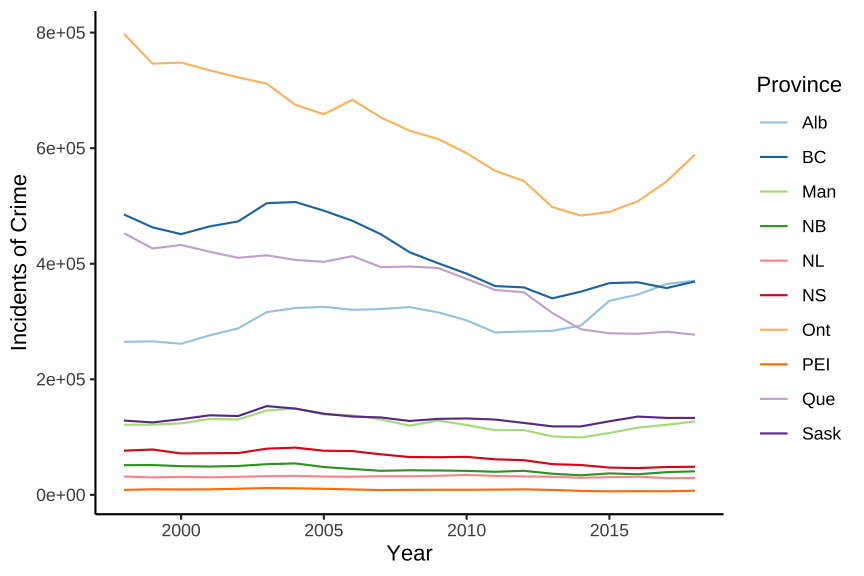 8e+05
6e+05
4e+05
2e+05
0e+00
Incidents of Crime
2000
2005
2010
2015
Year
Province
Alb
BC
Man
NB
NL
NS
Ont
PEI
Que
Sask